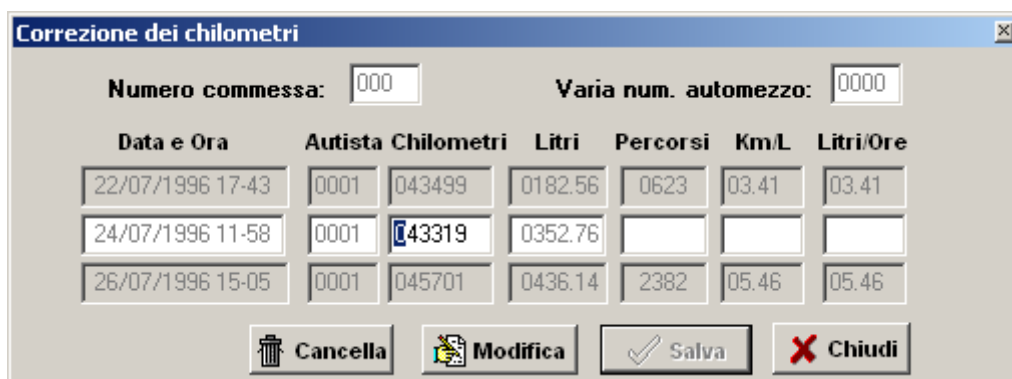 Correzione dei chilometri
Numero commessa: 000 Varia num. automezzo: 0000
Data e Ora Autista Chilometri Litri Percorsi Km/L Litri/Ore
22/07/1996 17-43 0001 043499 0182.56 0623 03.41 03.41
24/07/1996 11-58 0001 043319 0352.76
26/07/1996 15-05 0001 045701 0436.14 2382 05.46 05.46
Cancella Modifica Salva Chiudi